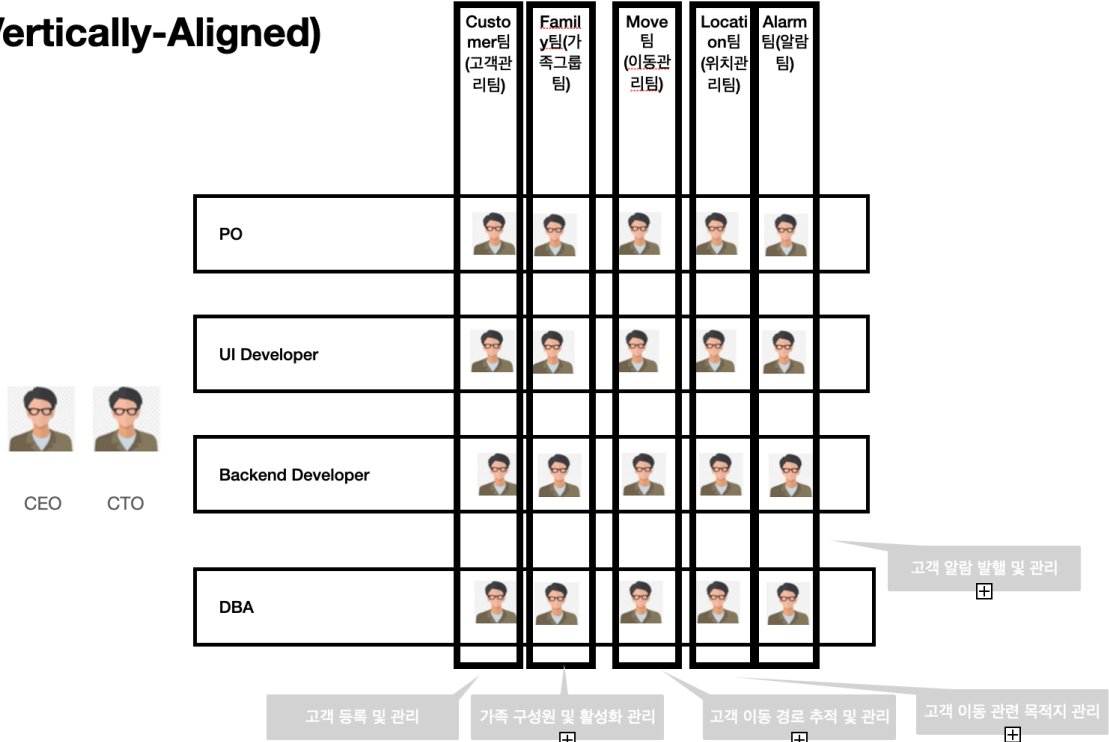 Vertically-Aligned)
Custo
mer팀
(고객관
리팀)
Famil
y팀(가
족그룹
팀)
Move
팀
(이동관
리팀)
Locati
on팀
(위치관
리팀)
Alarm
팀(알람
팀)
PO
UI Developer
Backend Developer
DBA
CEO
CTO
고객 알람 발핼 및 관리
고객 등록 및 관리
가족 구성원 및 활성화 관리
고객 이동 경로 추적 및 관리
고객 이동 관련 목적지 관리